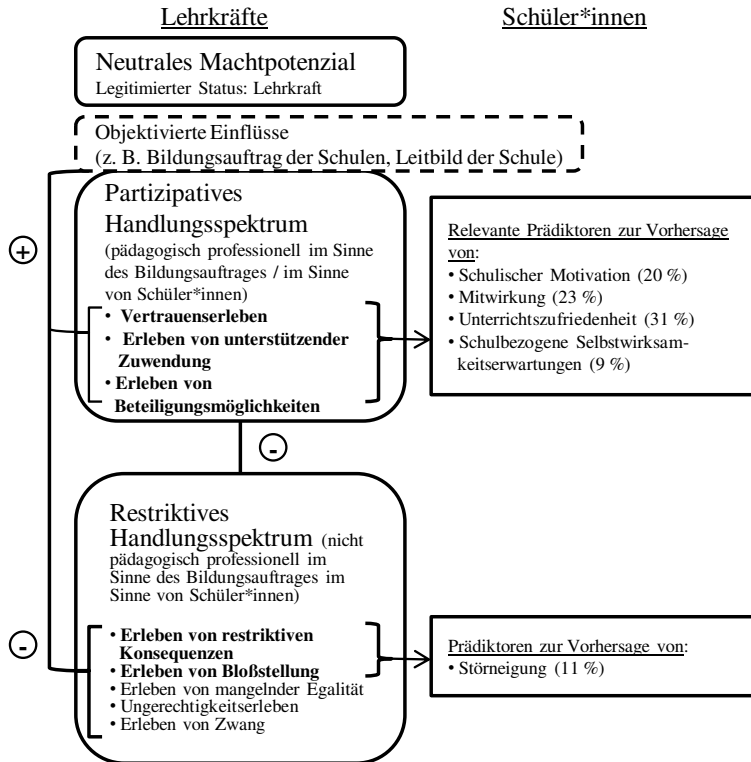 Lehrkräfte
Schüler*innen
Neutrales Machtpotenzial
Legitimierter Status: Lehrkraft
Objektivierte Einflüsse
(z. B. Bildungsauftrag der Schulen, Leitbild der Schule)
Partizipatives
Handlungsspektrum
(pädagogisch professionell im Sinne
des Bildungsauftrages / im Sinne
von Schüler*innen)
• Vertrauenserleben
• Erleben von unterstützender
Zuwendung
• Erleben von
Beteiligungsmöglichkeiten
+
Relevante Prädiktoren zur Vorhersage
von:
• Schulischer Motivation (20 %)
• Mitwirkung (23 %)
• Unterrichtszufriedenheit (31 %)
• Schulbezogene Selbstwirksam-
keitserwartungen (9 %)
-
Restriktives
Handlungsspektrum (nicht
pädagogisch professionell im
Sinne des Bildungsauftrages im
Sinne von Schüler*innen)
• Erleben von restriktiven
Konsequenzen
• Erleben von Bloßstellung
• Erleben von mangelnder Egalität
• Ungerechtigkeitserleben
• Erleben von Zwang
-
Prädiktoren zur Vorhersage von:
• Störneigung (11 %)